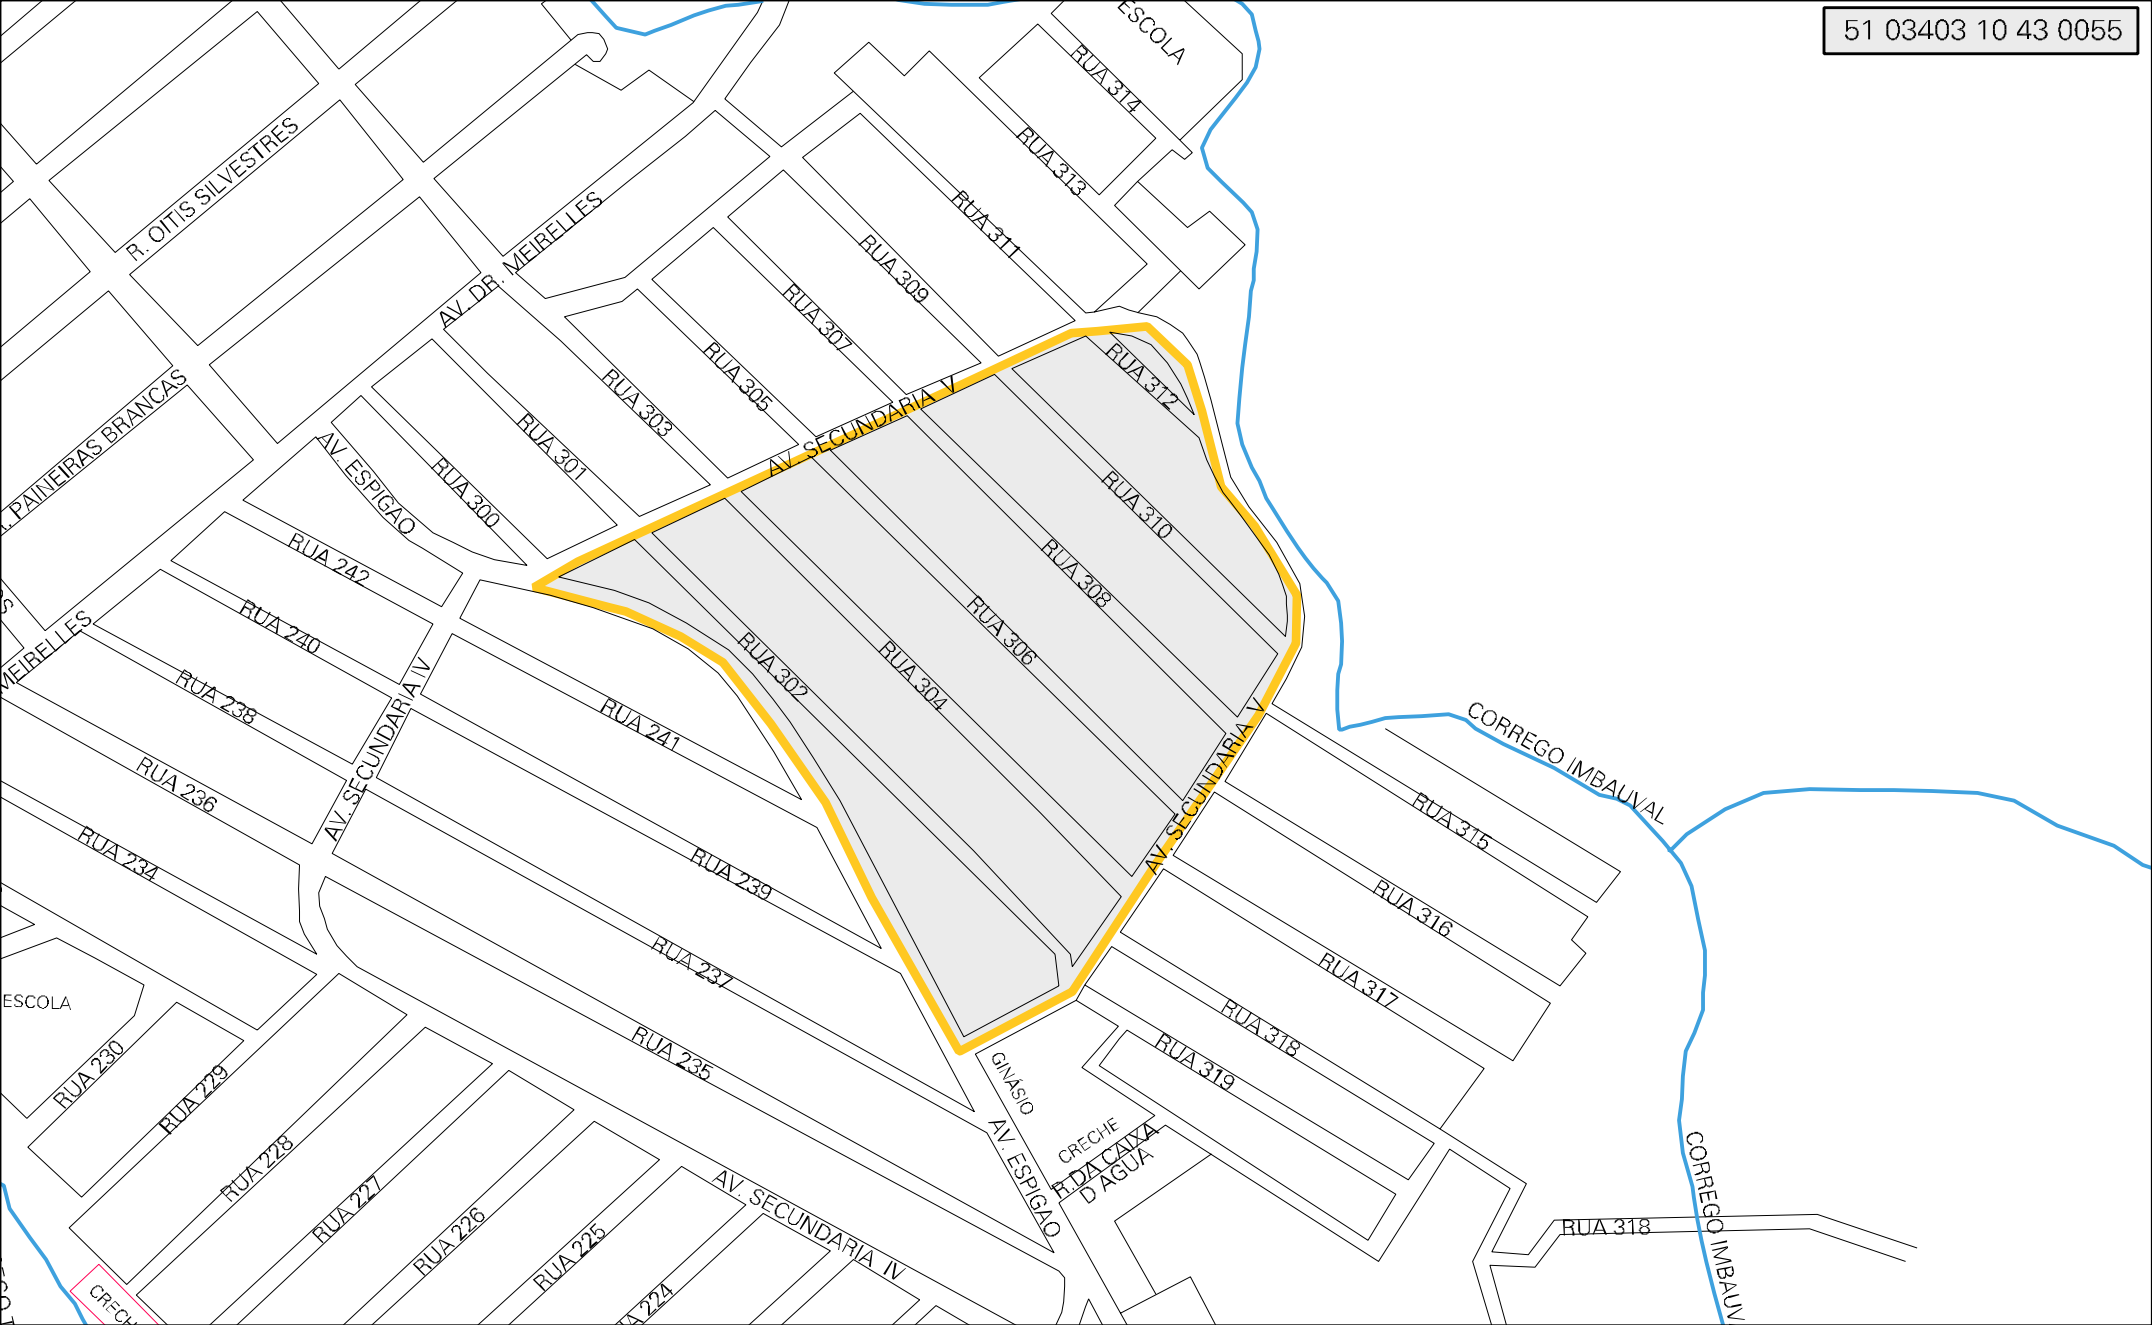 51 03403 10 43 0055
ESCOLA
RUA 314
RUA 313
R. OITIS SILVESTRES
RUA 311
AV. DR. MEIRELLES
RUA 309
RUA 307
RUA 305
RUA 303
RUA 312
AV. SECUNDARIA V
RUA 301
RUA 300
AV. ESPIGAO
R. PAINEIRAS BRANCAS
RUA 310
RUA 308
RUA 306
RUA 304
RUA 302
RUA 242
RUA 240
RUA 238
MEIRELLES
RUA 236
RUA 234
AV. SECUNDARIA IV
RUA 241
RUA 239
RUA 237
RUA 235
AV. SECUNDARIA V
CORREGO IMBAUVAL
RUA 315
RUA 316
RUA 317
RUA 318
RUA 319
ESCOLA
RUA 230
RUA 229
RUA 228
RUA 227
RUA 226
RUA 225
224
AV. SECUNDARIA IV
GINÁSIO
CRECHE
R.DA CAIXA
D AGUA
AV. ESPIGAO
RUA 318
CORREGO IMBAUV
CRECH